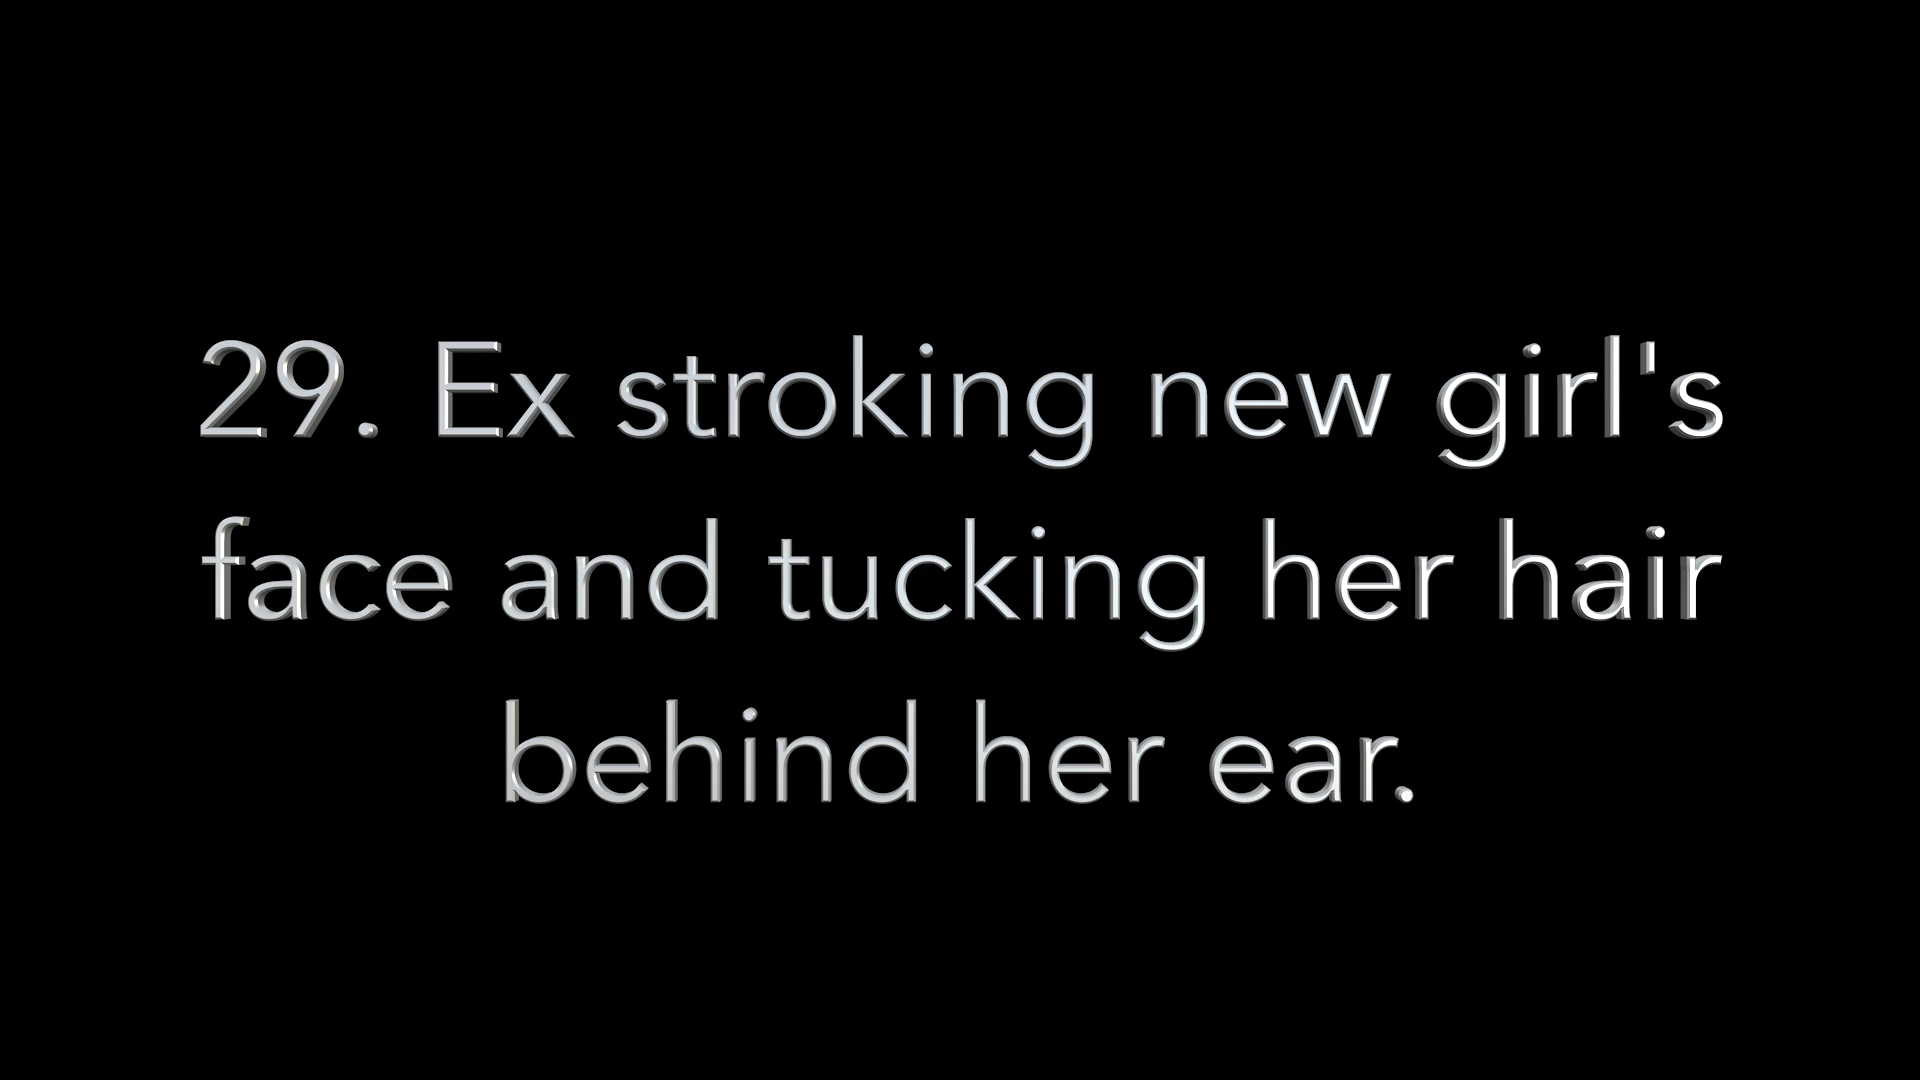 29. Ex stroking new girl's
face and tucking her hair
behind her ear.